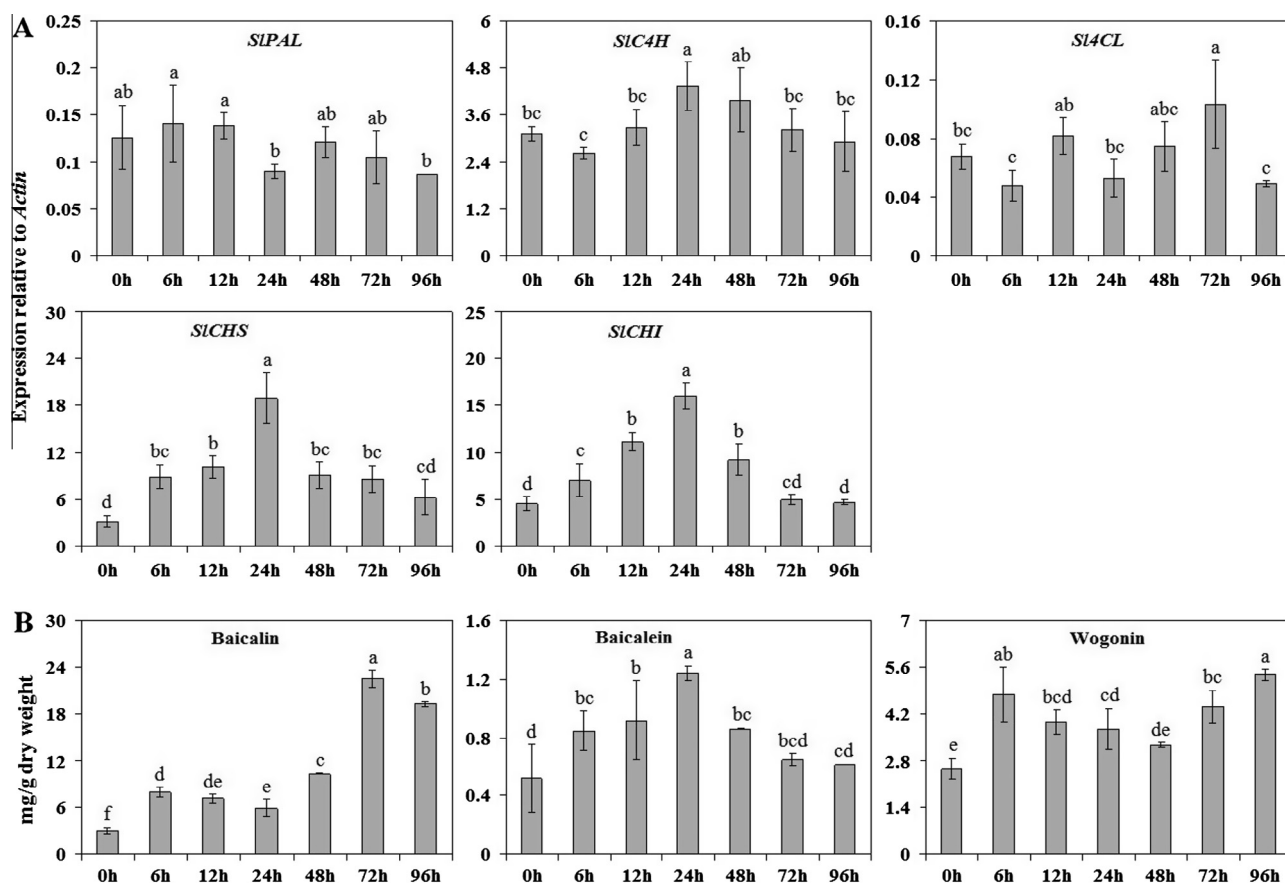 A
Expression relative to Actin
SlPAL
0.25
0.2
0.15
0.1
0.05
0
ab a a b ab ab b
0h 6h 12h 24h 48h 72h 96h
SlC4H
6
4.8
3.6
2.4
1.2
0
bc c bc a ab bc bc
0h 6h 12h 24h 48h 72h 96h
Sl4CL
0.16
0.12
0.08
0.04
0
bc c ab bc abc a c
0h 6h 12h 24h 48h 72h 96h
SlCHS
30
24
18
12
6
0
d bc b a bc bc cd
0h 6h 12h 24h 48h 72h 96h
SlCHI
25
20
15
10
5
0
d c b a b cd d
0h 6h 12h 24h 48h 72h 96h
B
mg/g dry weight
Baicalin
30
24
18
12
6
0
f d de e c a b
0h 6h 12h 24h 48h 72h 96h
Baicalein
1.6
1.2
0.8
0.4
0
d bc b a bc bcd cd
0h 6h 12h 24h 48h 72h 96h
Wogonin
7
5.6
4.2
2.8
1.4
0
e ab bcd cd de bc a
0h 6h 12h 24h 48h 72h 96h